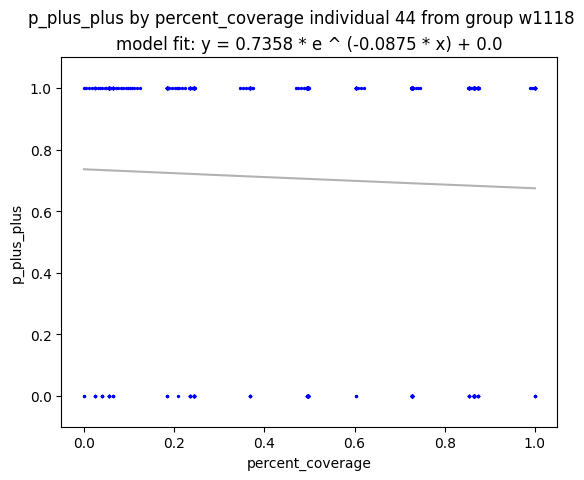 p_plus_plus by percent_coverage individual 44 from group w1118
model fit: y = 0.7358 * e ^ (-0.0875 * x) + 0.0
1.0
0.8
0.6
0.4
0.2
0.0
p_plus_plus
0.0 0.2 0.4 0.6 0.8 1.0
percent_coverage